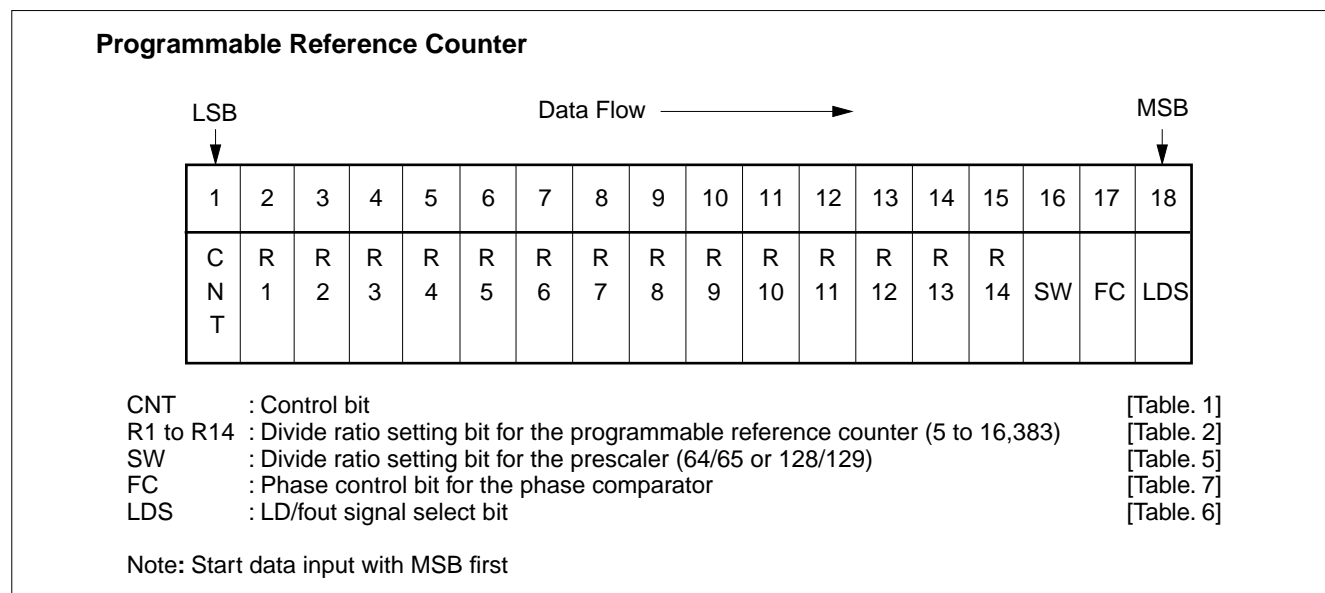 Programmable Reference Counter
LSB Data Flow MSB
1 2 3 4 5 6 7 8 9 10 11 12 13 14 15 16 17 18
C N T R 1 R 2 R 3 R 4 R 5 R 6 R 7 R 8 R 9 R 10 R 11 R 12 R 13 R 14 SW FC LDS
CNT : Control bit [Table. 1]
R1 to R14 : Divide ratio setting bit for the programmable reference counter (5 to 16,383) [Table. 2]
SW : Divide ratio setting bit for the prescaler (64/65 or 128/129) [Table. 5]
FC : Phase control bit for the phase comparator [Table. 7]
LDS : LD/fout signal select bit [Table. 6]
Note: Start data input with MSB first